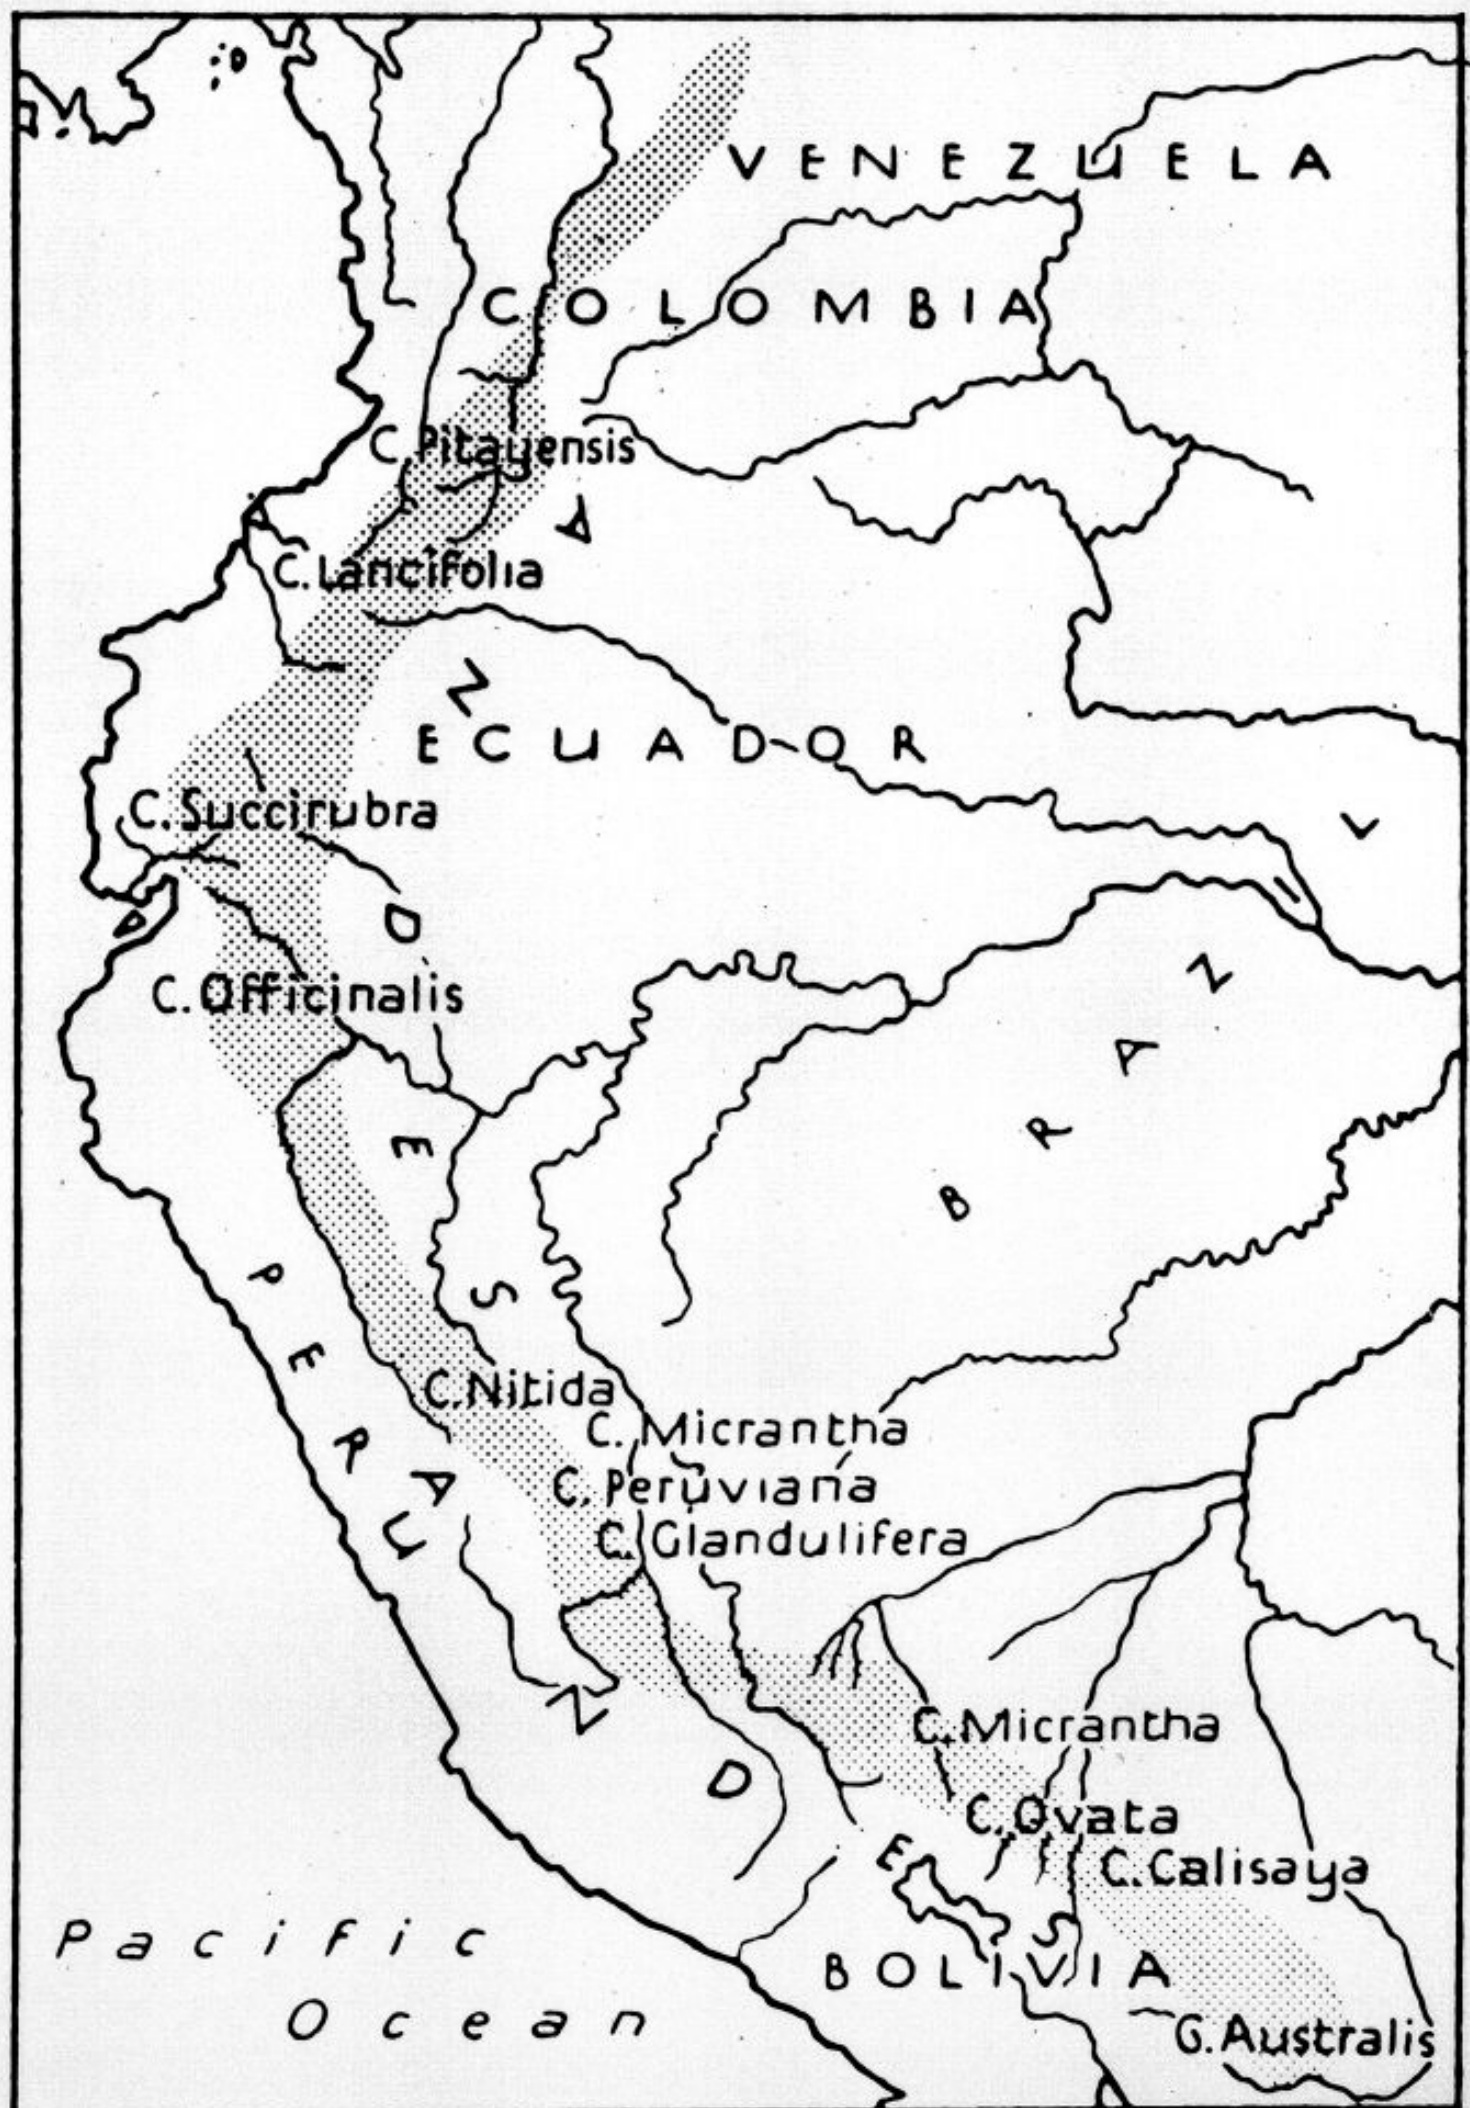 VENEZUELA
COLOMBIA
C. Pitayensis
C. Lancifolia
ANDES
ECUADOR
C. Succirubra
C. Officinalis
BRAZIL
PERU
C. Nitida
C. Micrantha
C. Peruviana
C. Glandulifera
ANDES
C. Micrantha
C. Ovata
C. Calisaya
BOLIVIA
G. Australis
Pacific
Ocean